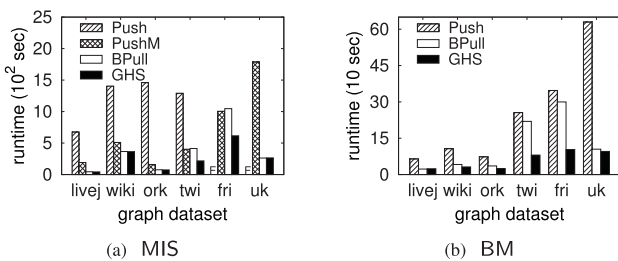 25
20
15
10
5
0
runtime (10² sec)
Push
PushM
BPull
GHS
F
F
livej wiki ork twi fri uk
graph dataset
(a) MIS
60
45
30
15
0
runtime (10 sec)
Push
BPull
GHS
livej wiki ork twi fri uk
graph dataset
(b) BM